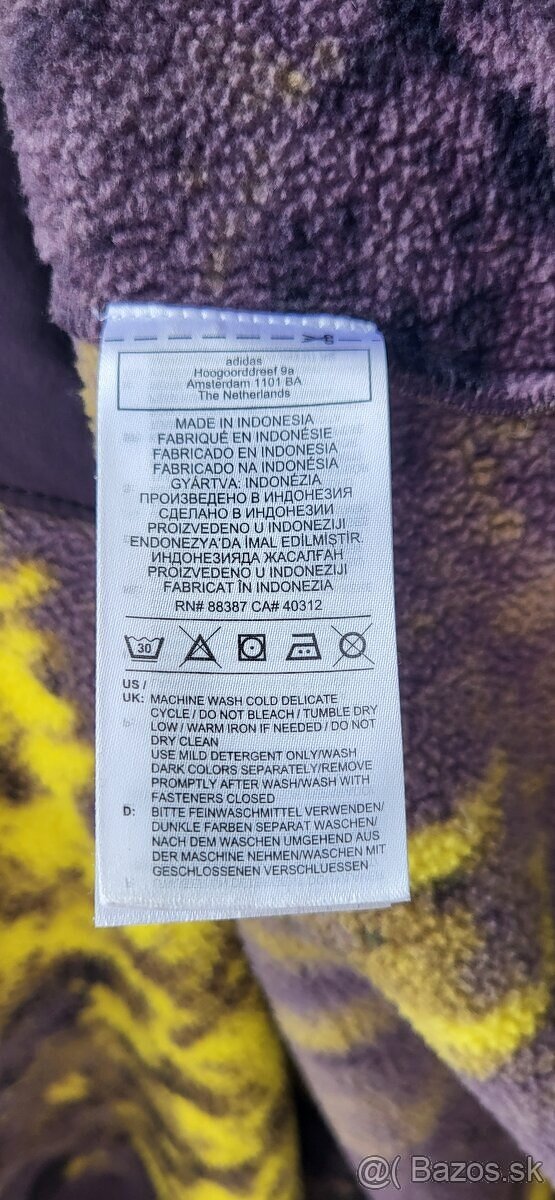 adidas
Hoogoorddreef 9a
Amsterdam 1101 BA
The Netherlands
MADE IN INDONESIA
FABRIQUÉ EN INDONÉSIE
FABRICADO EN INDONESIA
FABRICADO NA INDONÉSIA
GYÁRTVA: INDONÉZIA
ПРОИЗВЕДЕНО В ИНДОНЕЗИЯ
СДЕЛАНО В ИНДОНЕЗИИ
PROIZVEDENO U INDONEZIJI
ENDONEZYA'DA İMAL EDİLMİŞTİR.
ИНДОНЕЗИЯДА ЖАСАЛҒАН
PROIZVEDENO U INDONEZIJI
FABRICAT ÎN INDONEZIA
RN# 88387 CA# 40312
30
US /
UK: MACHINE WASH COLD DELICATE
CYCLE / DO NOT BLEACH / TUMBLE DRY
LOW / WARM IRON IF NEEDED / DO NOT
DRY CLEAN
USE MILD DETERGENT ONLY/WASH
DARK COLORS SEPARATELY/REMOVE
PROMPTLY AFTER WASH/WASH WITH
FASTENERS CLOSED
D: BITTE FEINWASCHMITTEL VERWENDEN/
DUNKLE FARBEN SEPARAT WASCHEN/
NACH DEM WASCHEN UMGEHEND AUS
DER MASCHINE NEHMEN/WASCHEN MIT
GESCHLOSSENEN VERSCHLUESSEN
@( Bazos.sk